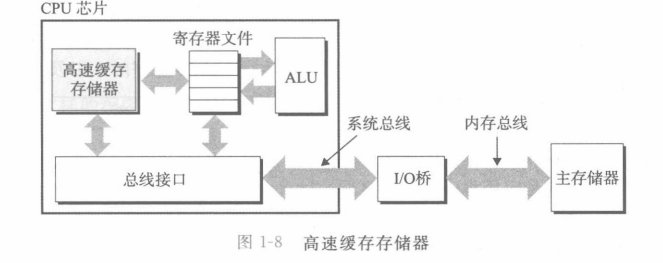 CPU 芯片
寄存器文件
高速缓存
存储器
ALU
系统总线
内存总线
总线接口
I/O桥
主存储器
图 1-8 高速缓存存储器